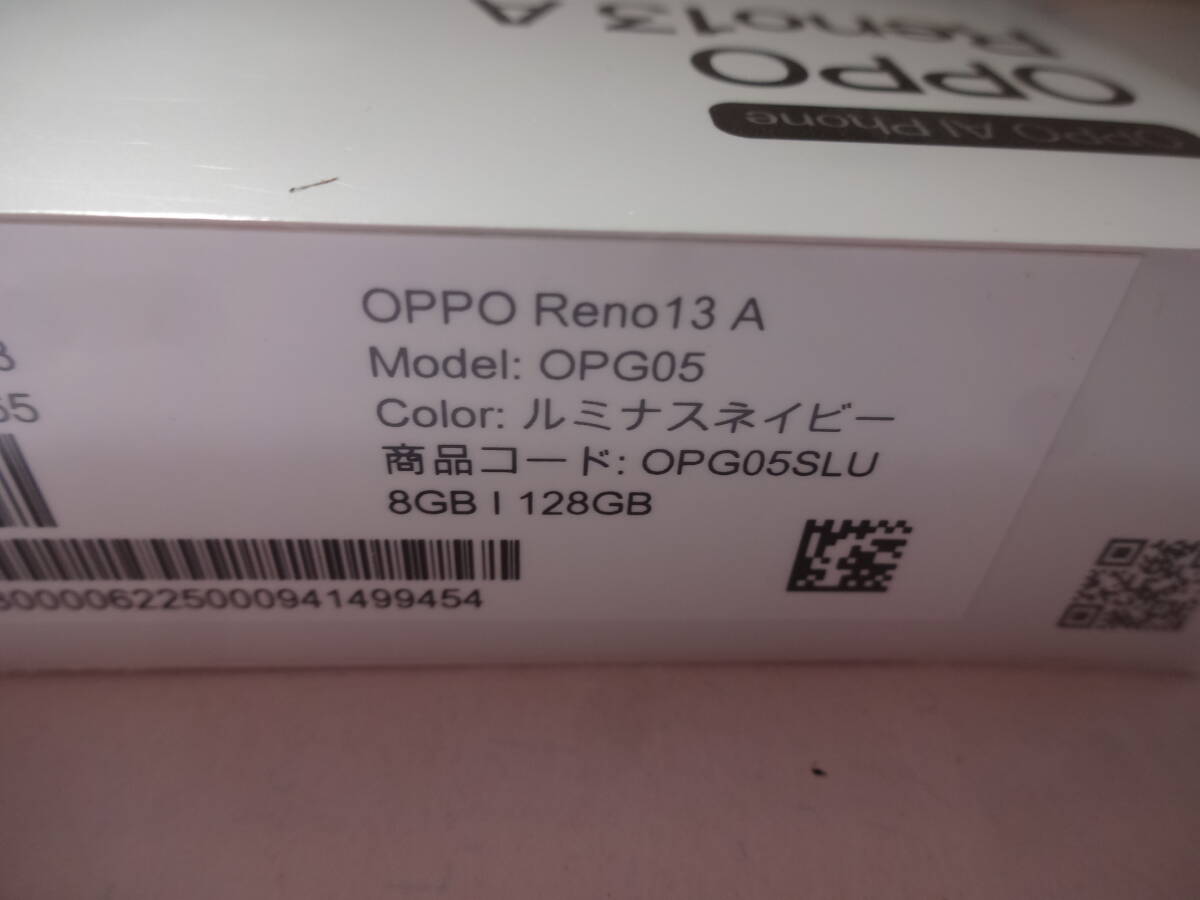 OPPO AI Phone
OPPO
Reno13 A
OPPO Reno13 A
Model: OPG05
Color: ルミナスネイビー
商品コード: OPG05SLU
8GB | 128GB
00006225000941499454